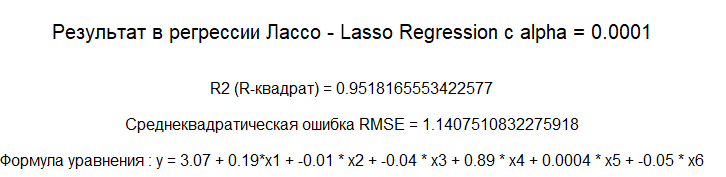 Результат в регрессии Лассо - Lasso Regression с alpha = 0.0001
R2 (R-квадрат) = 0.9518165553422577
Среднеквадратическая ошибка RMSE = 1.1407510832275918
Формула уравнения : y = 3.07 + 0.19*x1 + -0.01 * x2 + -0.04 * x3 + 0.89 * x4 + 0.0004 * x5 + -0.05 * x6